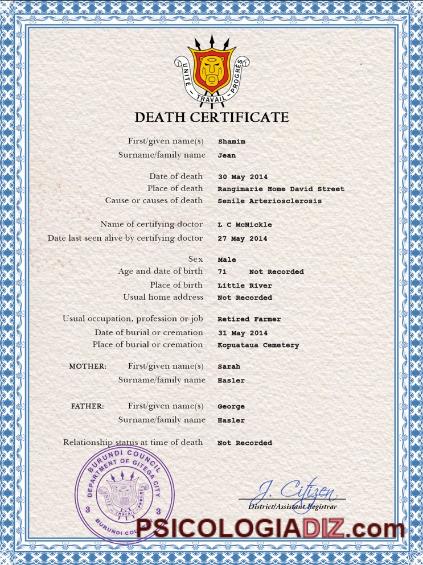 UNITÉ TRAVAIL PROGRÈS
DEATH CERTIFICATE
First/given name(s) Shamim
Surname/family name Jean
Date of death 30 May 2014
Place of death Rangimarie Home David Street
Cause or causes of death Senile Arteriosclerosis
Name of certifying doctor L C McNickle
Date last seen alive by certifying doctor 27 May 2014
Sex Male
Age and date of birth 71 Not Recorded
Place of birth Little River
Usual home address Not Recorded
Usual occupation, profession or job Retired Farmer
Date of burial or cremation 31 May 2014
Place of burial or cremation Kopuataua Cemetery
MOTHER: First/given name(s) Sarah
Surname/family name Hasler
FATHER: First/given name(s) George
Surname/family name Hasler
Relationship status at time of death Not Recorded
BURUNDI COUNCIL
DEPARTMENT OF GITEGA CITY
J. Citizen
District/Assistant Registrar
PSICOLOGIADIZ.com